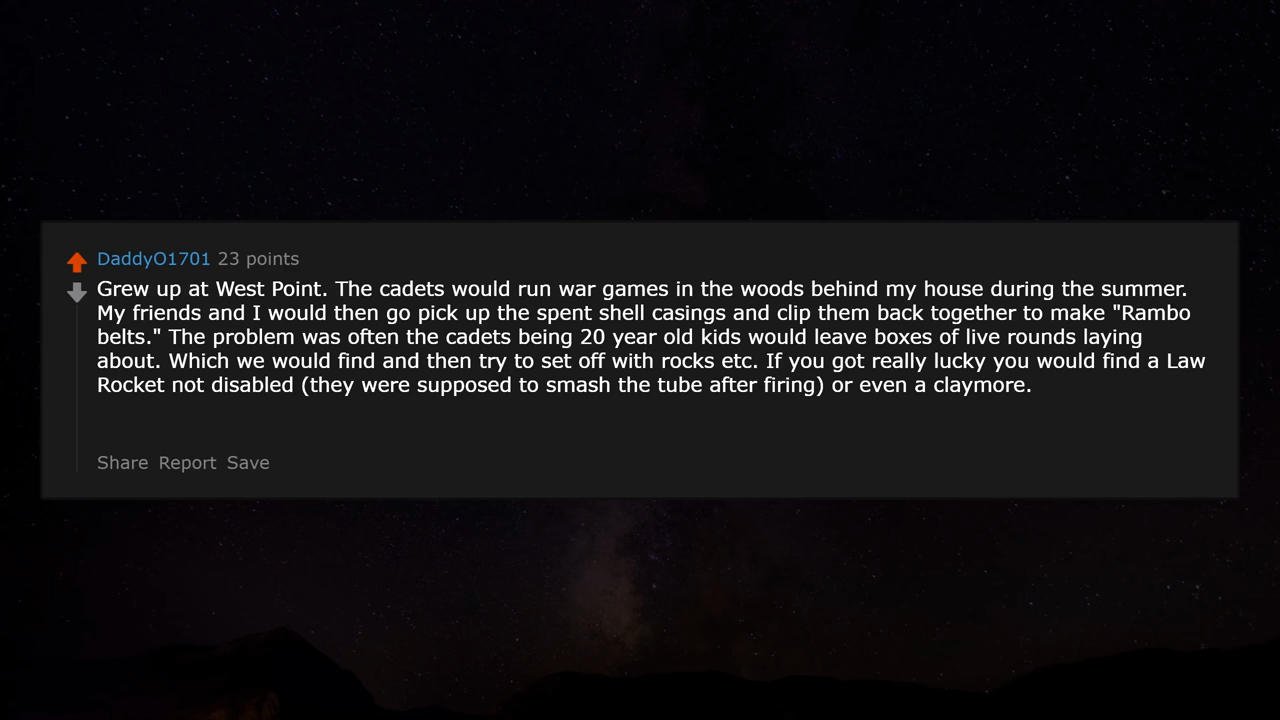 DaddyO1701 23 points
Grew up at West Point. The cadets would run war games in the woods behind my house during the summer.
My friends and I would then go pick up the spent shell casings and clip them back together to make "Rambo
belts." The problem was often the cadets being 20 year old kids would leave boxes of live rounds laying
about. Which we would find and then try to set off with rocks etc. If you got really lucky you would find a Law
Rocket not disabled (they were supposed to smash the tube after firing) or even a claymore.
Share Report Save